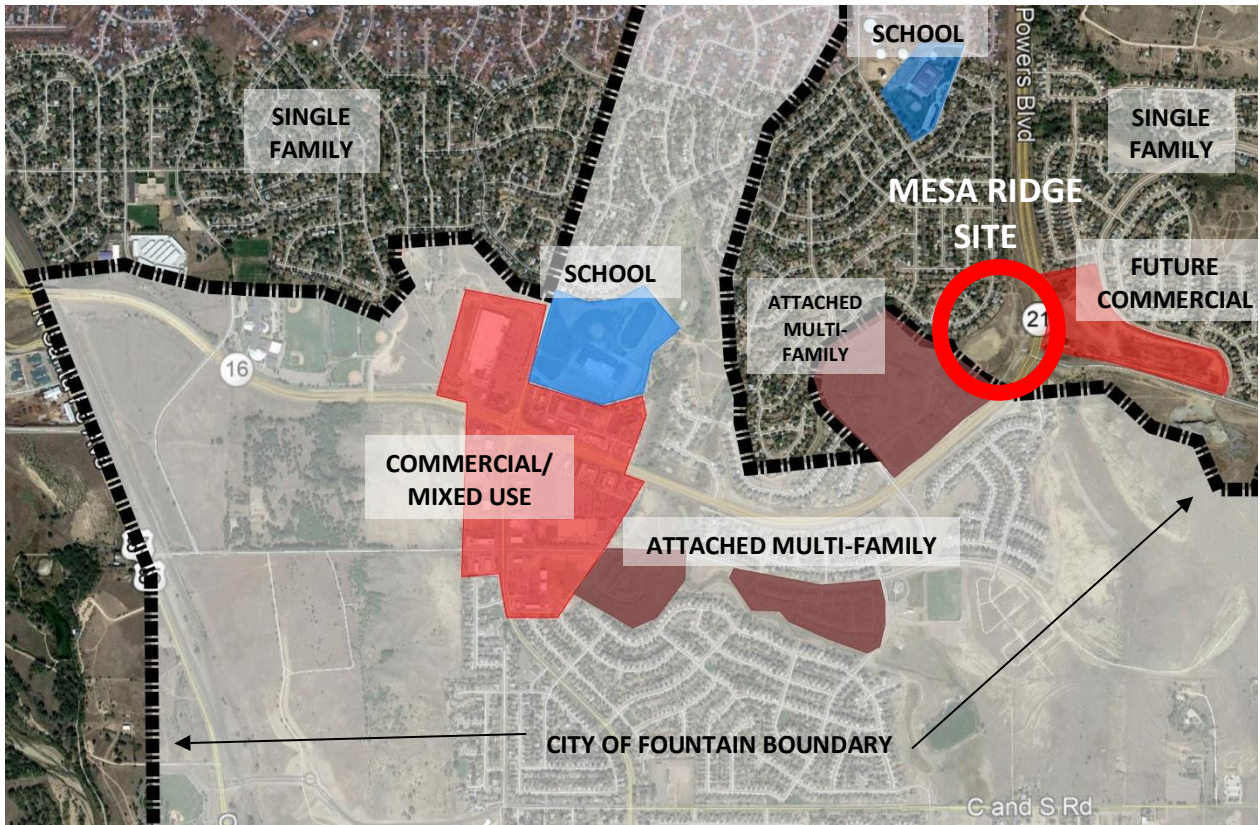 SCHOOL
Powers Blvd
SINGLE
FAMILY
SINGLE
FAMILY
MESA RIDGE
SITE
SCHOOL
FUTURE
COMMERCIAL
ATTACHED
MULTI-
FAMILY
21
16
COMMERCIAL/
MIXED USE
ATTACHED MULTI-FAMILY
CITY OF FOUNTAIN BOUNDARY
C and S Rd